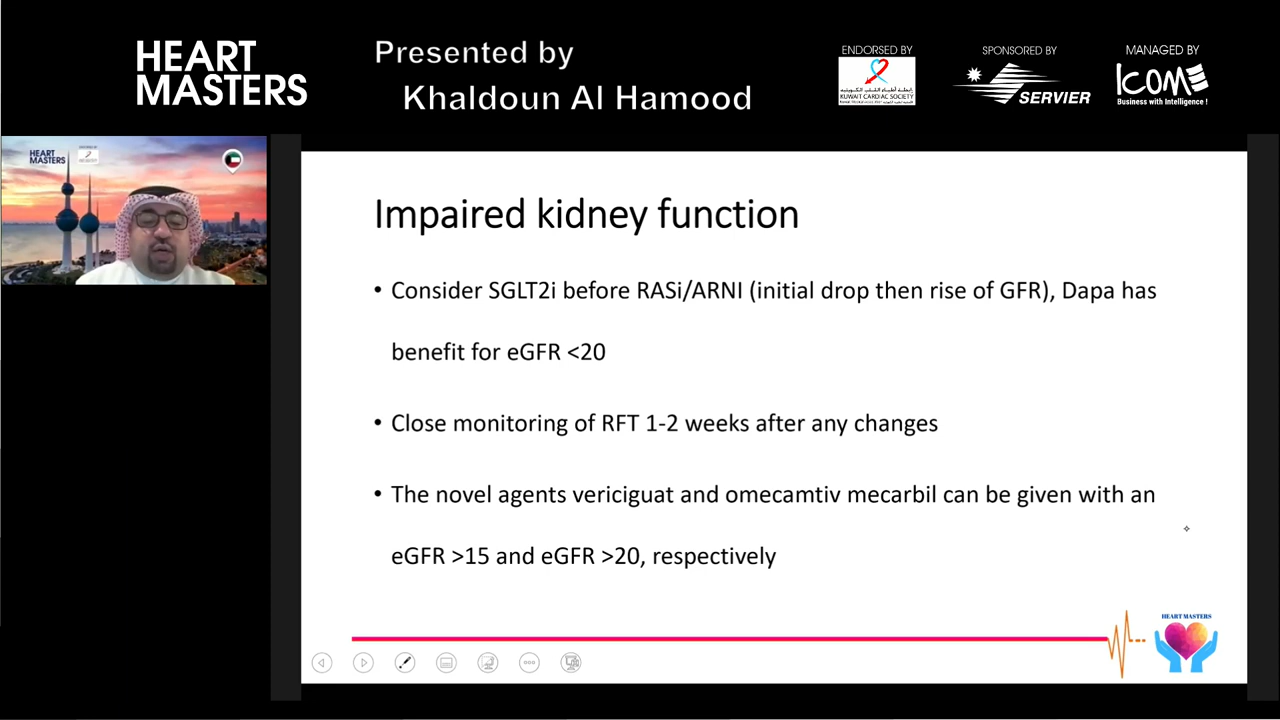 HEART
MASTERS
Presented by
Khaldoun Al Hamood
ENDORSED BY
KUWAIT CARDIAC SOCIETY
SPONSORED BY
SERVIER
MANAGED BY
ICOME
Business with Intelligence !
HEART
MASTERS
Impaired kidney function
• Consider SGLT2i before RASi/ARNI (initial drop then rise of GFR), Dapa has
benefit for eGFR <20
• Close monitoring of RFT 1-2 weeks after any changes
• The novel agents vericiguat and omecamtiv mecarbil can be given with an
eGFR >15 and eGFR >20, respectively
HEART MASTERS